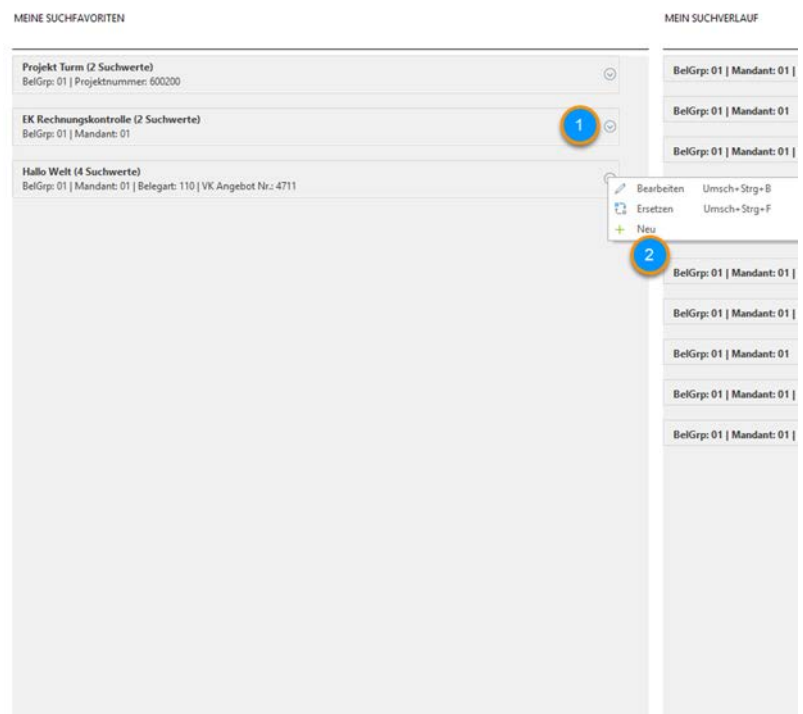 MEINE SUCHFAVORITEN
Projekt Turm (2 Suchwerte)
BelGrp: 01 | Projektnummer: 600200
EK Rechnungskontrolle (2 Suchwerte)
BelGrp: 01 | Mandant: 01
1
Hallo Welt (4 Suchwerte)
BelGrp: 01 | Mandant: 01 | Belegart: 110 | VK Angebot Nr.: 4711
Bearbeiten Umsch+Strg+B
Ersetzen Umsch+Strg+F
Neu
2
MEIN SUCHVERLAUF
BelGrp: 01 | Mandant: 01 |
BelGrp: 01 | Mandant: 01
BelGrp: 01 | Mandant: 01 |
BelGrp: 01 | Mandant: 01 |
BelGrp: 01 | Mandant: 01 |
BelGrp: 01 | Mandant: 01
BelGrp: 01 | Mandant: 01 |
BelGrp: 01 | Mandant: 01 |